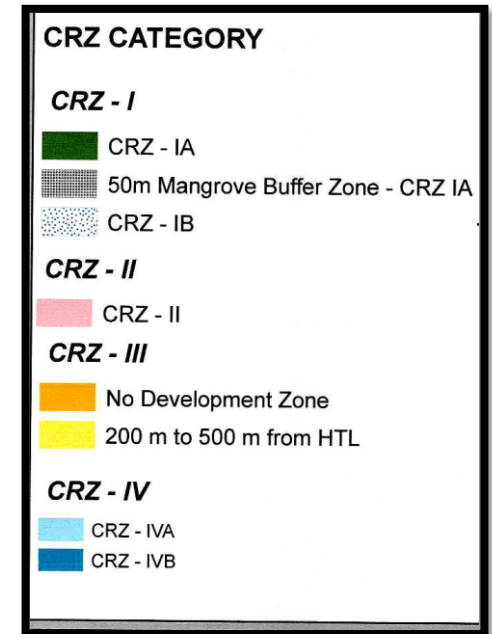 CRZ CATEGORY
CRZ - I
CRZ - IA
50m Mangrove Buffer Zone - CRZ IA
CRZ - IB
CRZ - II
CRZ - II
CRZ - III
No Development Zone
200 m to 500 m from HTL
CRZ - IV
CRZ - IVA
CRZ - IVB